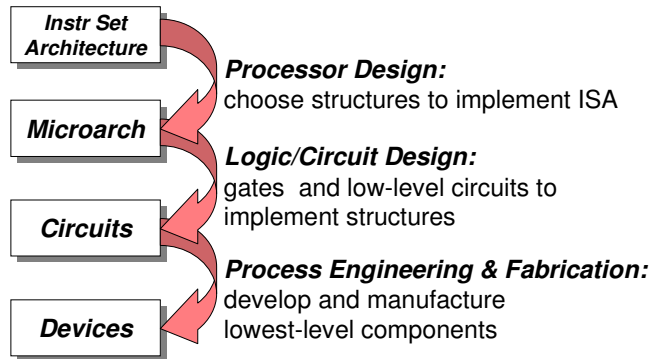 Instr Set
Architecture
Processor Design:
choose structures to implement ISA
Microarch
Logic/Circuit Design:
gates and low-level circuits to
implement structures
Circuits
Process Engineering & Fabrication:
develop and manufacture
lowest-level components
Devices